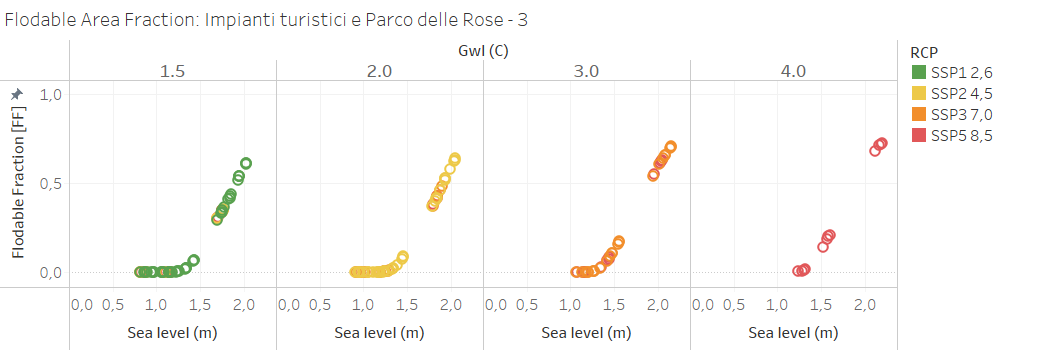 Flodable Area Fraction: Impianti turistici e Parco delle Rose - 3
Gwl (C)
1.5 2.0 3.0 4.0
RCP
SSP1 2,6
SSP2 4,5
SSP3 7,0
SSP5 8,5
Flodable Fraction [FF]
1,0
0,5
0,0
0,0 0,5 1,0 1,5 2,0 0,0 0,5 1,0 1,5 2,0 0,0 0,5 1,0 1,5 2,0 0,0 0,5 1,0 1,5 2,0
Sea level (m) Sea level (m) Sea level (m) Sea level (m)